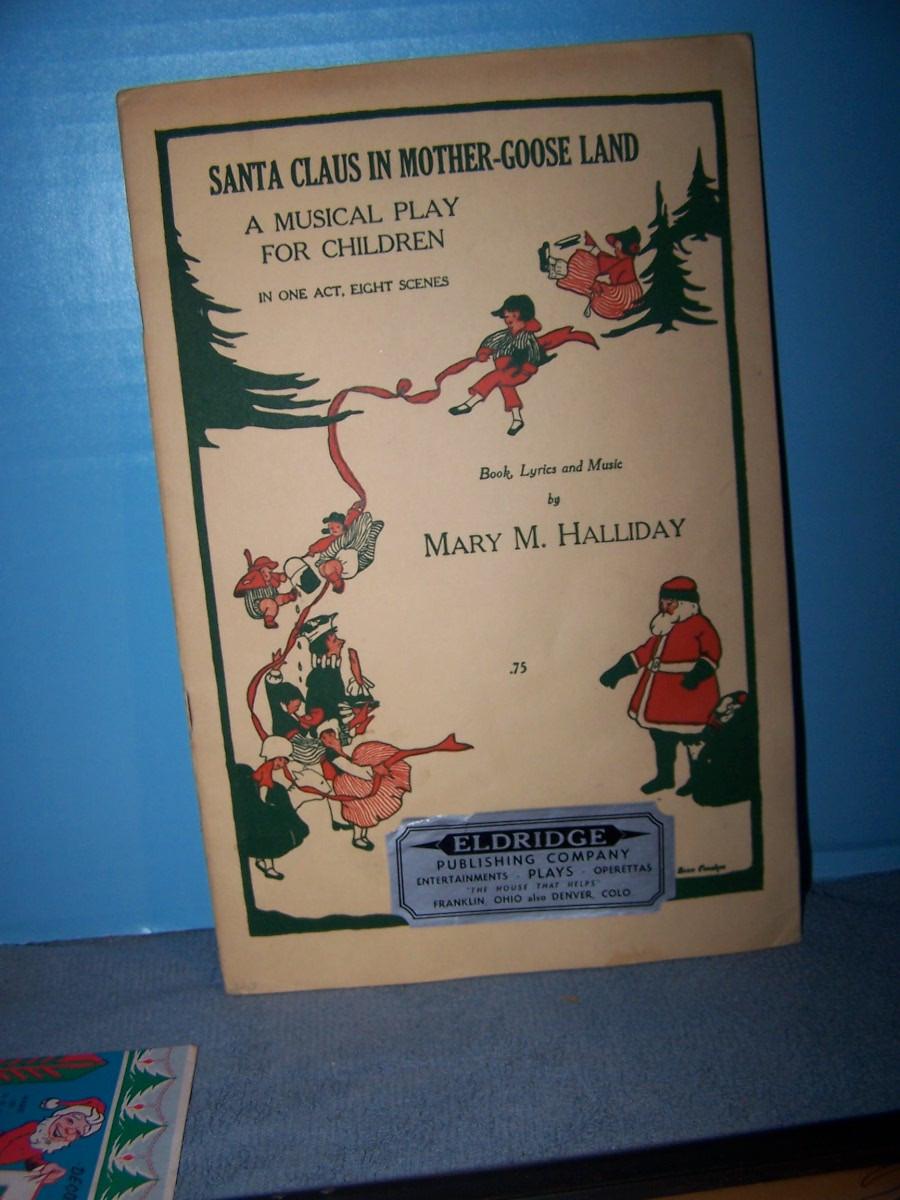 SANTA CLAUS IN MOTHER-GOOSE LAND
A MUSICAL PLAY
FOR CHILDREN
IN ONE ACT, EIGHT SCENES
Book, Lyrics and Music
by
MARY M. HALLIDAY
.75
ELDRIDGE
PUBLISHING COMPANY
ENTERTAINMENTS · PLAYS · OPERETTAS
"THE HOUSE THAT HELPS"
FRANKLIN, OHIO also DENVER, COLO